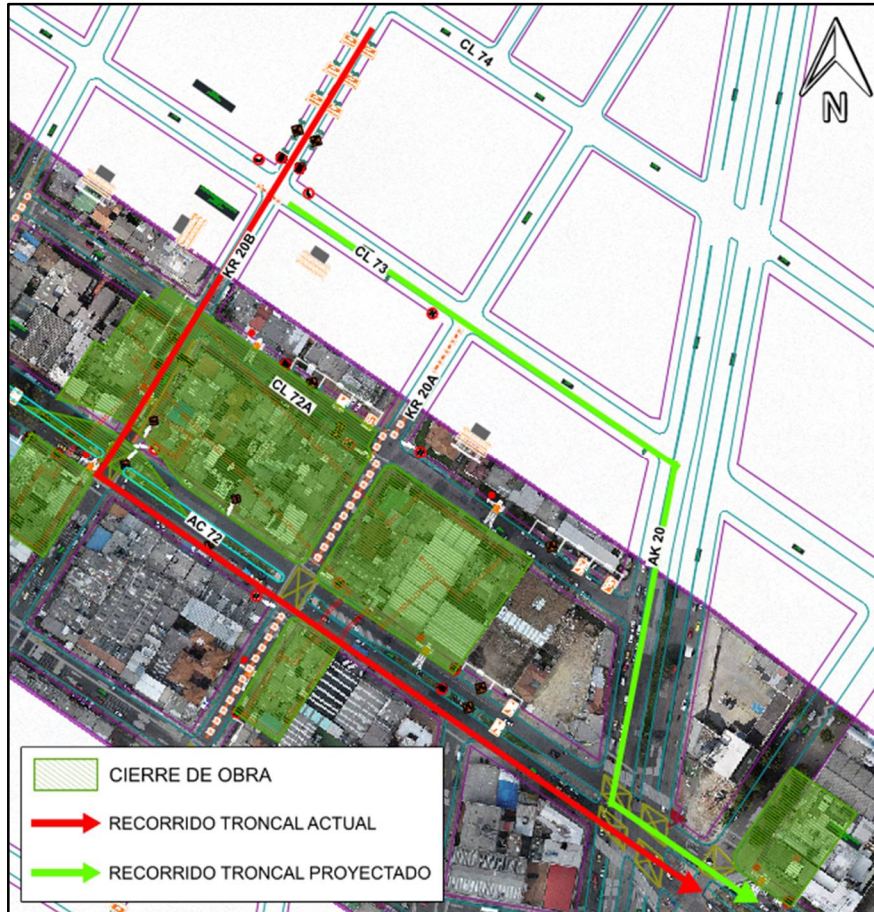 CL 74
N
KR 20B
CL 73
CL 72A
KR 20A
AC 72
AK 20
CIERRE DE OBRA
RECORRIDO TRONCAL ACTUAL
RECORRIDO TRONCAL PROYECTADO